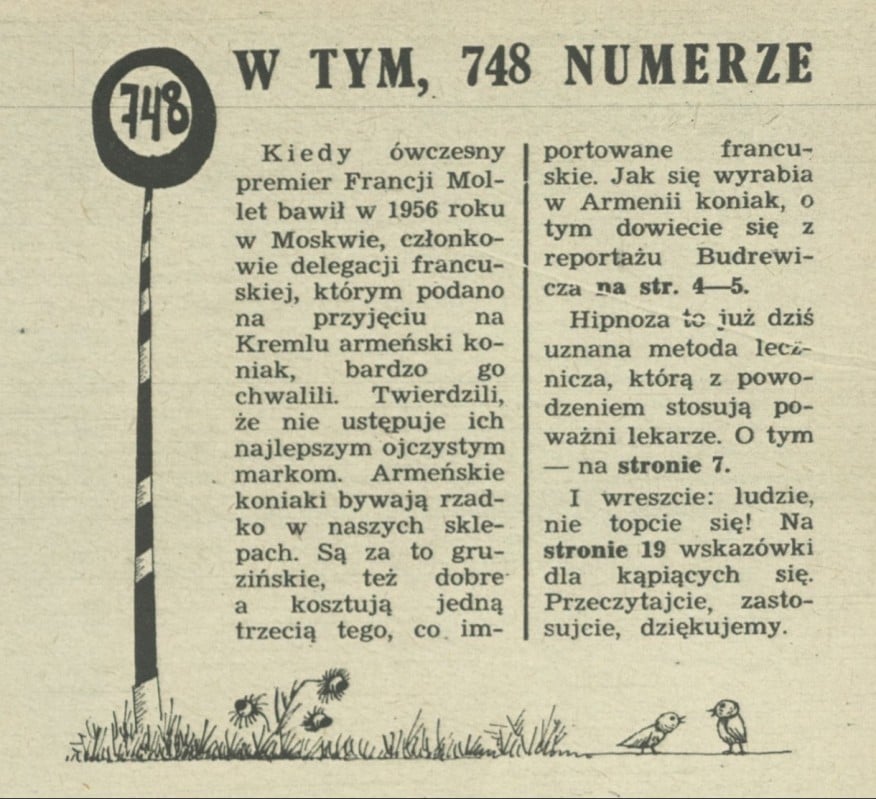 748
W TYM, 748 NUMERZE
Kiedy ówczesny
premier Francji Mol-
let bawił w 1956 roku
w Moskwie, członko-
wie delegacji francu-
skiej, którym podano
na przyjęciu na
Kremlu armeński ko-
niak, bardzo go
chwalili. Twierdzili,
że nie ustępuje ich
najlepszym ojczystym
markom. Armeńskie
koniaki bywają rzad-
ko w naszych skle-
pach. Są za to gru-
zińskie, też dobre
a kosztują jedną
trzecią tego, co im-
portowane francu-
skie. Jak się wyrabia
w Armenii koniak, o
tym dowiecie się z
reportażu Budrewi-
cza na str. 4—5.
Hipnoza to już dziś
uznana metoda lecz-
nicza, którą z powo-
dzeniem stosują po-
ważni lekarze. O tym
— na stronie 7.
I wreszcie: ludzie,
nie topcie się! Na
stronie 19 wskazówki
dla kąpiących się.
Przeczytajcie, zasto-
sujcie, dziękujemy.